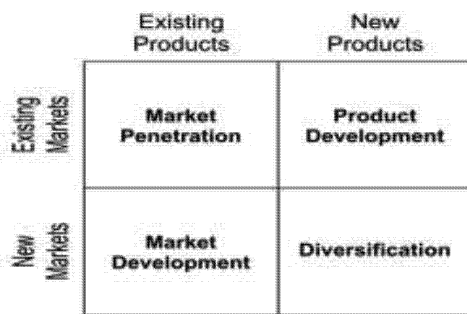 Existing
Products
New
Products
Existing
Markets
Market
Penetration
Product
Development
New
Markets
Market
Development
Diversification